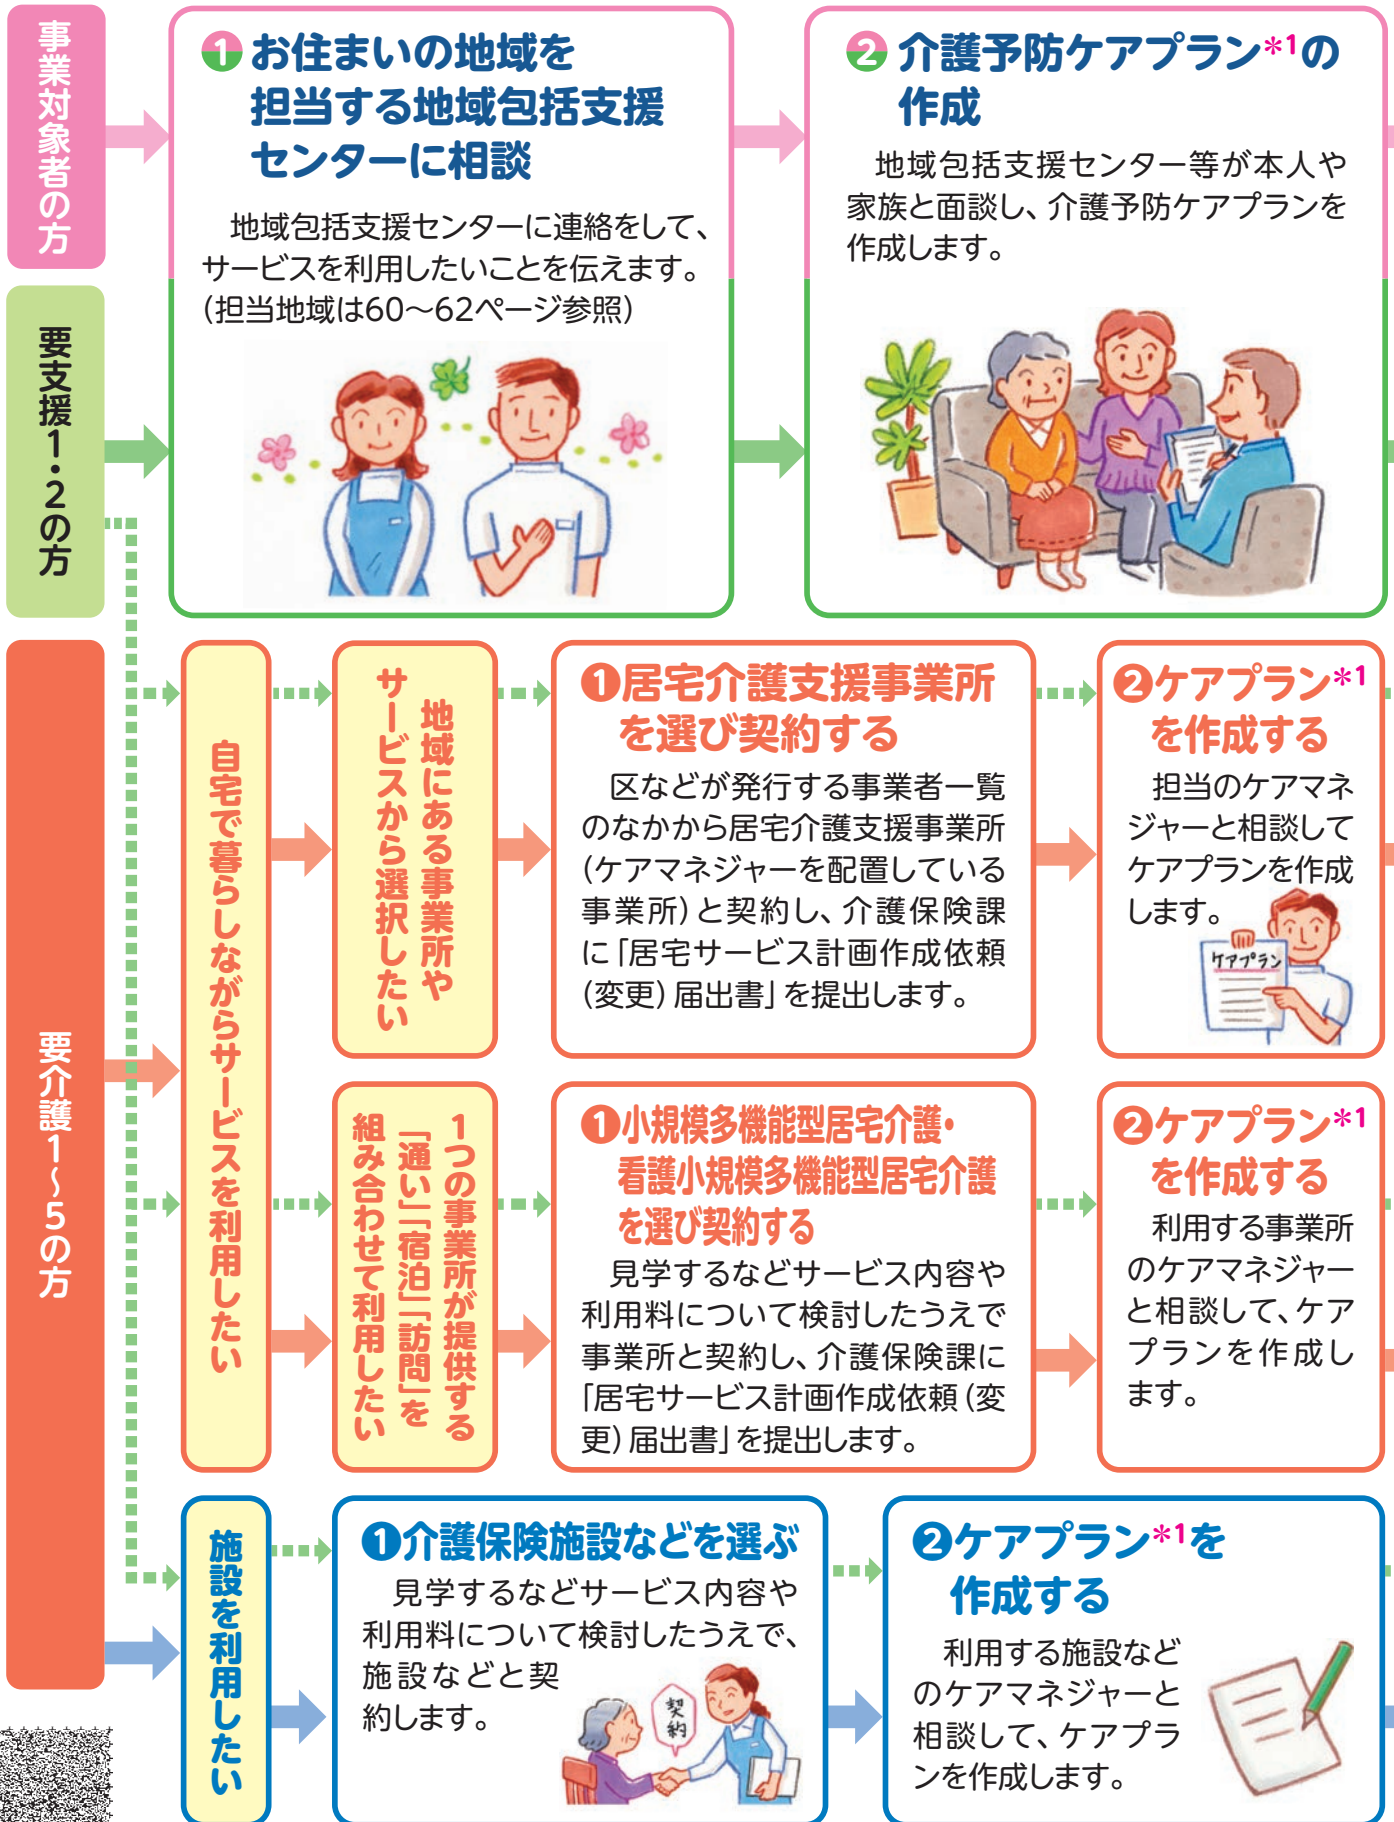 事業対象者の方
❶お住まいの地域を
担当する地域包括支援
センターに相談
地域包括支援センターに連絡をして、
サービスを利用したいことを伝えます。
(担当地域は60〜62ページ参照)
❷介護予防ケアプラン*1の
作成
地域包括支援センター等が本人や
家族と面談し、介護予防ケアプランを
作成します。
要支援1・2の方
要介護1〜5の方
自宅で暮らしながらサービスを利用したい
地域にある事業所や
サービスから選択したい
❶居宅介護支援事業所
を選び契約する
区などが発行する事業者一覧
のなかから居宅介護支援事業所
(ケアマネジャーを配置している
事業所)と契約し、介護保険課
に「居宅サービス計画作成依頼
(変更)届出書」を提出します。
❷ケアプラン*1
を作成する
担当のケアマネ
ジャーと相談して
ケアプランを作成
します。
ケアプラン
1つの事業所が提供する
「通い」「宿泊」「訪問」を
組み合わせて利用したい
❶小規模多機能型居宅介護・
看護小規模多機能型居宅介護
を選び契約する
見学するなどサービス内容や
利用料について検討したうえで
事業所と契約し、介護保険課に
「居宅サービス計画作成依頼(変
更)届出書」を提出します。
❷ケアプラン*1
を作成する
利用する事業所
のケアマネジャー
と相談して、ケア
プランを作成し
ます。
施設を利用したい
❶介護保険施設などを選ぶ
見学するなどサービス内容や
利用料について検討したうえで、
施設などと契
約します。
契約
❷ケアプラン*1を
作成する
利用する施設など
のケアマネジャーと
相談して、ケアプラ
ンを作成します。